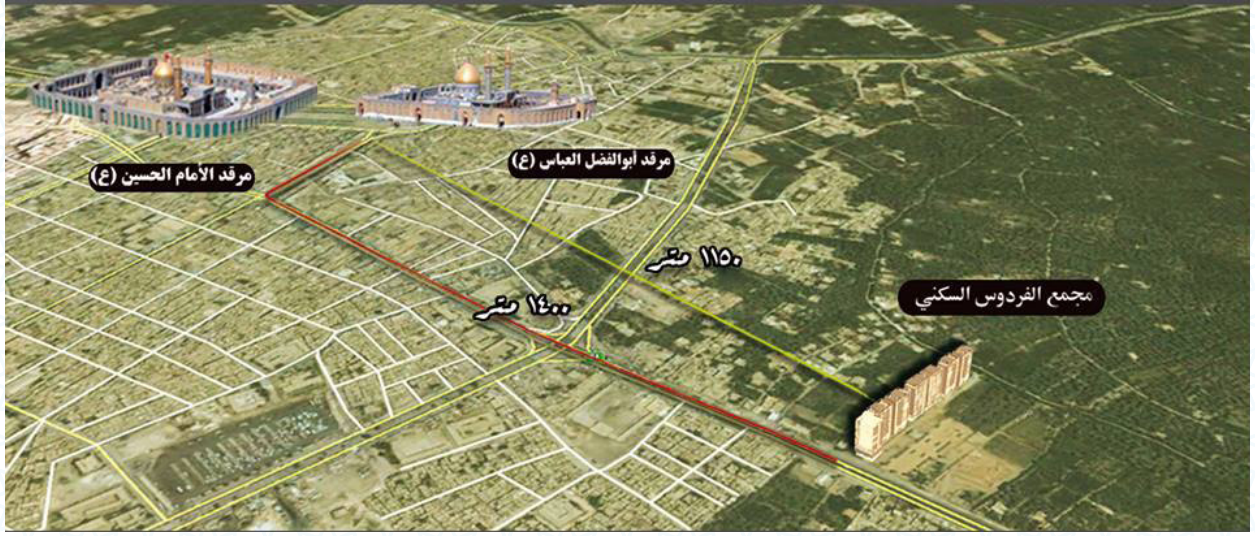 مرقد أبوالفضل العباس (ع)
مرقد الأمام الحسين (ع)
١١٥٠ متر
مجمع الفردوس السكني
١٤٠٠ متر